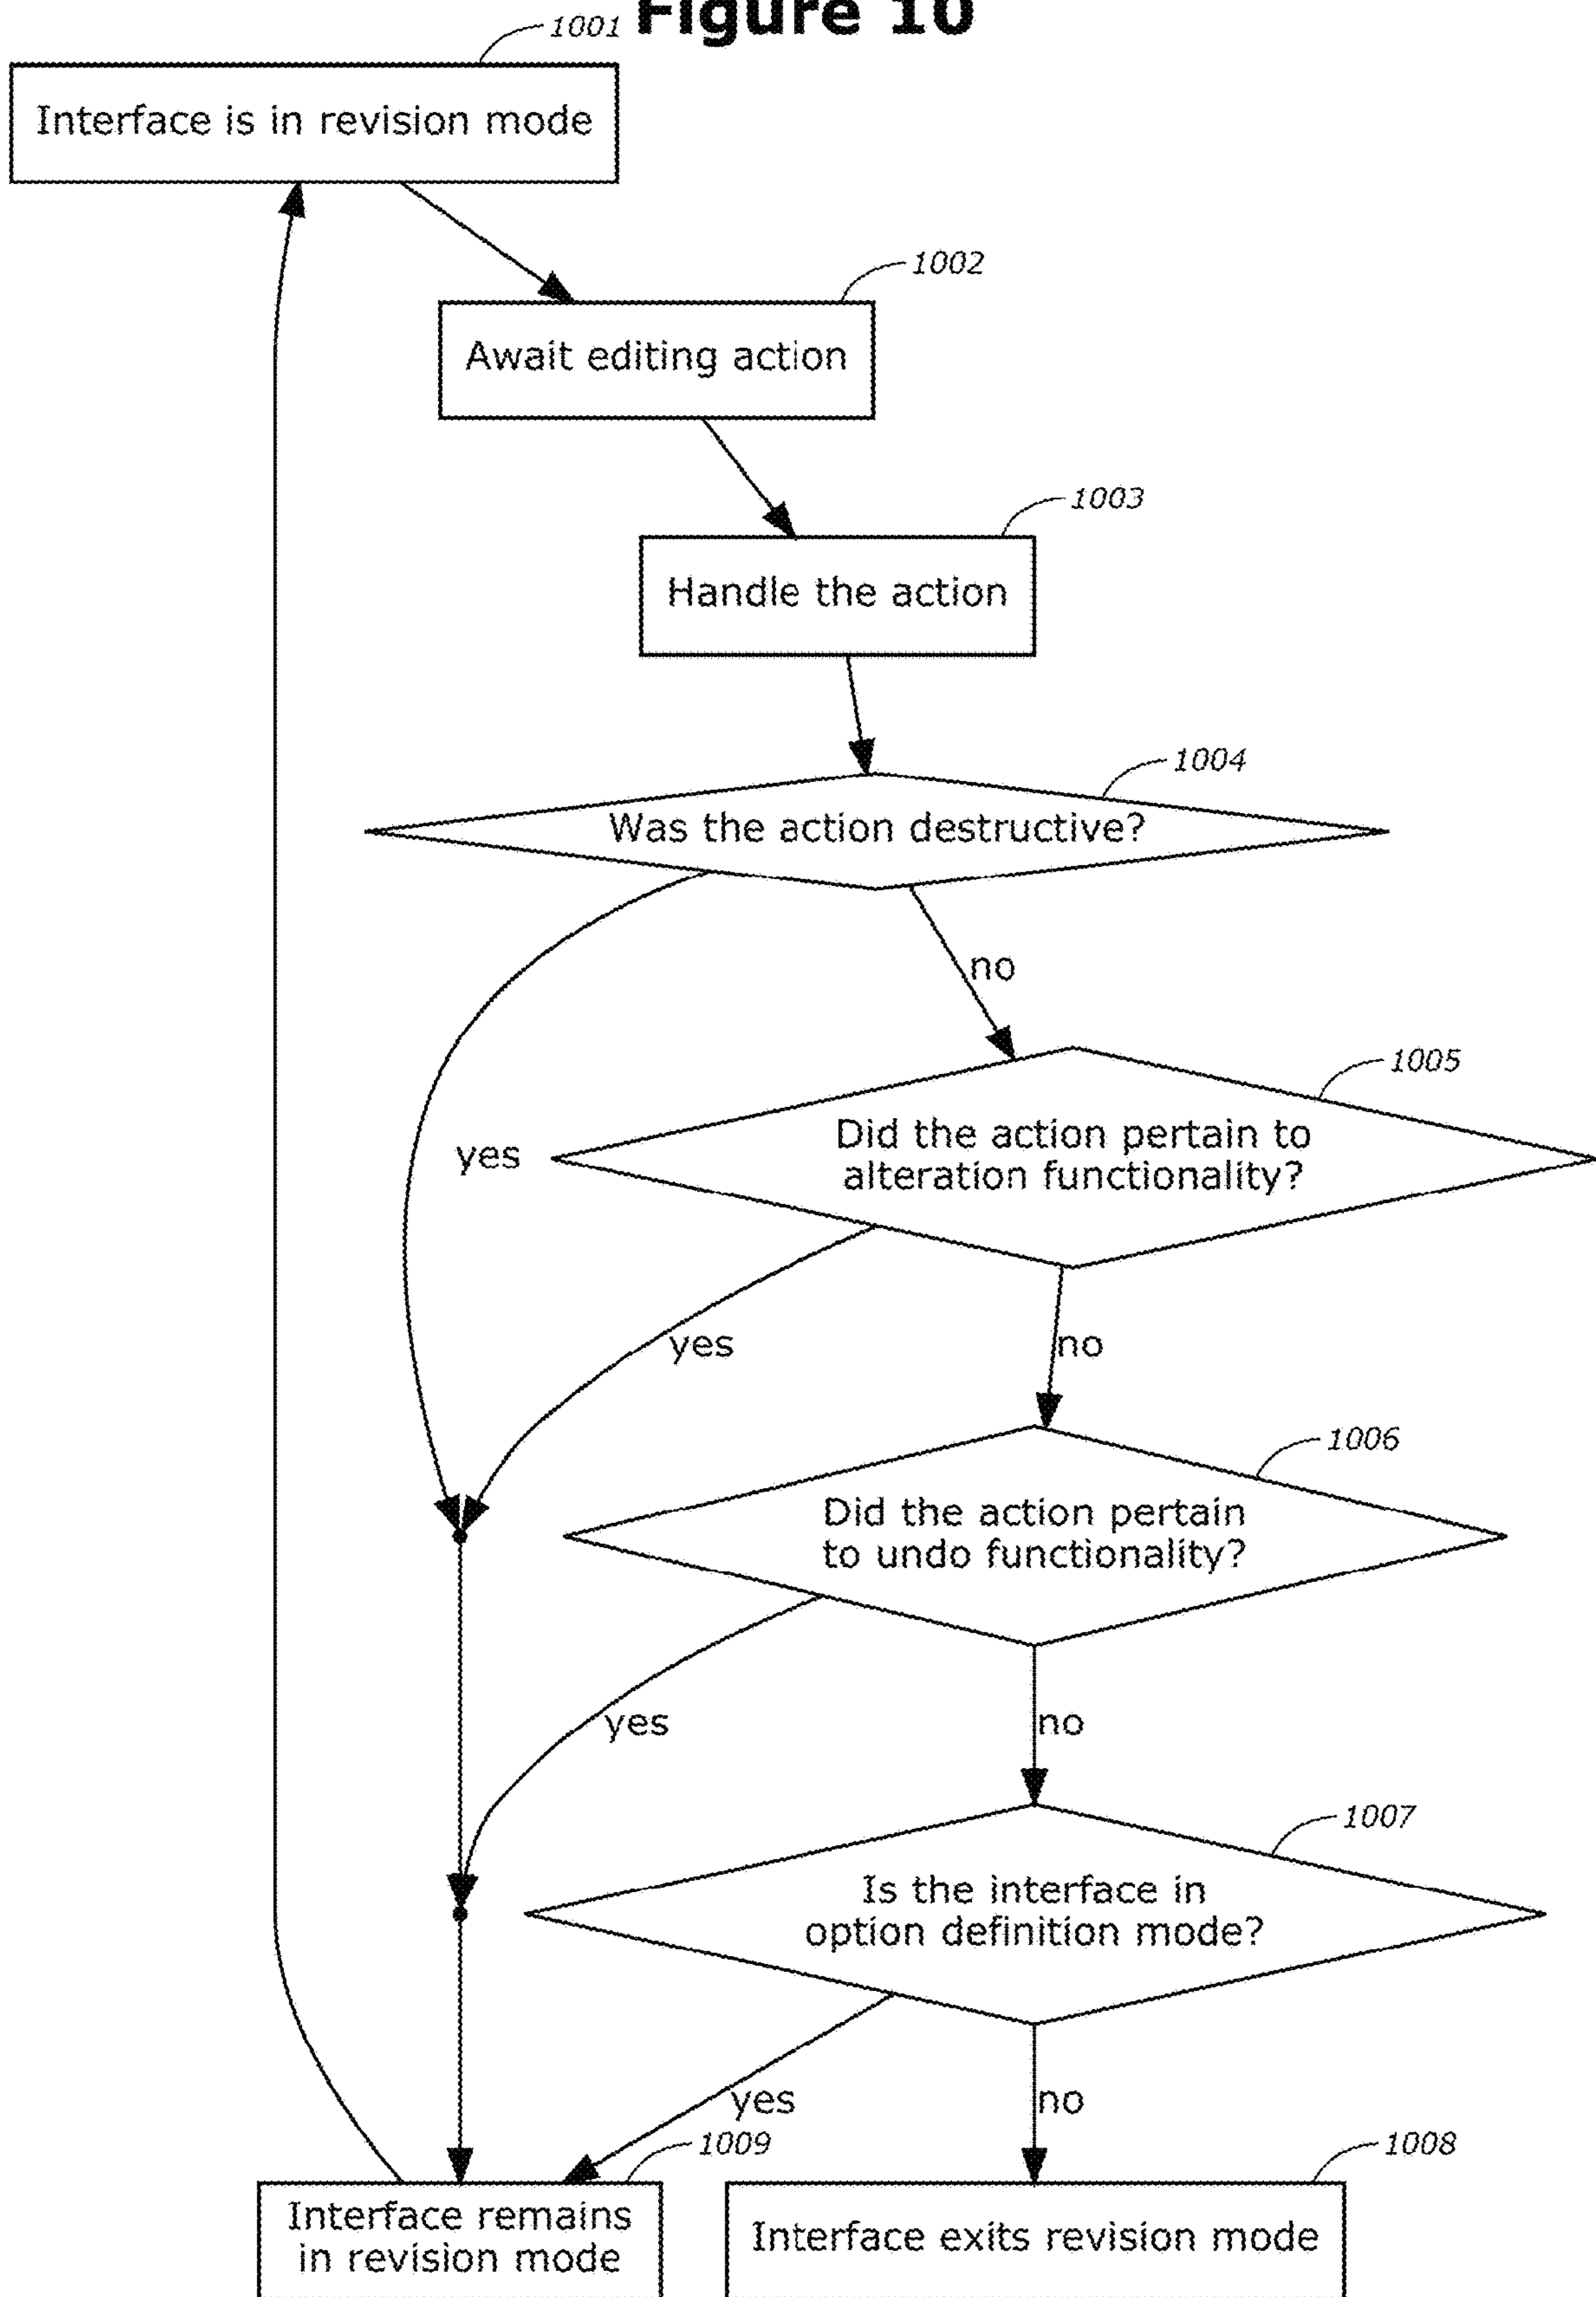 Figure 10
1001
Interface is in revision mode
1002
Await editing action
1003
Handle the action
1004
Was the action destructive?
no
1005
Did the action pertain to
alteration functionality?
yes
yes
no
1006
Did the action pertain
to undo functionality?
yes
no
1007
Is the interface in
option definition mode?
yes
no
1009
1008
Interface remains
in revision mode
Interface exits revision mode